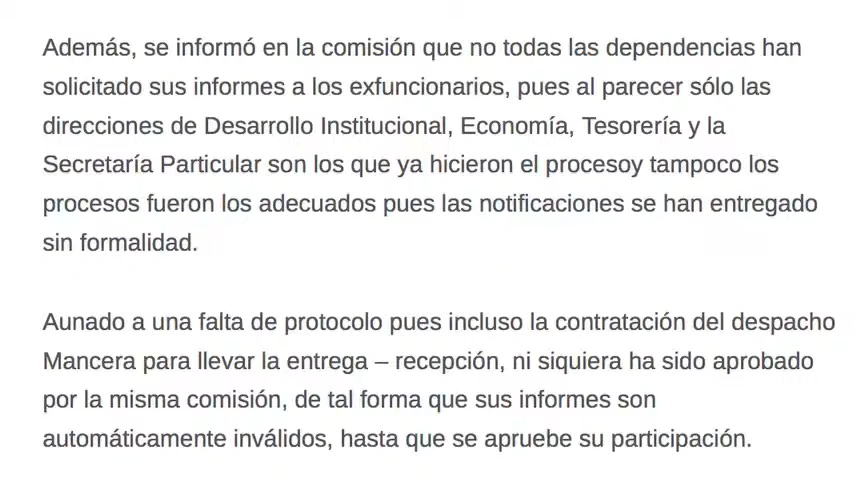 Además, se informó en la comisión que no todas las dependencias han
solicitado sus informes a los exfuncionarios, pues al parecer sólo las
direcciones de Desarrollo Institucional, Economía, Tesorería y la
Secretaría Particular son los que ya hicieron el procesoy tampoco los
procesos fueron los adecuados pues las notificaciones se han entregado
sin formalidad.
Aunado a una falta de protocolo pues incluso la contratación del despacho
Mancera para llevar la entrega – recepción, ni siquiera ha sido aprobado
por la misma comisión, de tal forma que sus informes son
automáticamente inválidos, hasta que se apruebe su participación.